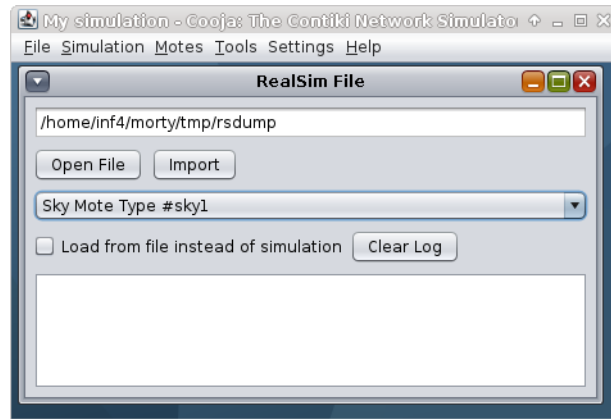 My simulation - Cooja: The Contiki Network Simulato
File Simulation Motes Tools Settings Help
RealSim File
/home/inf4/morty/tmp/rsdump
Open File Import
Sky Mote Type #sky1
Load from file instead of simulation Clear Log